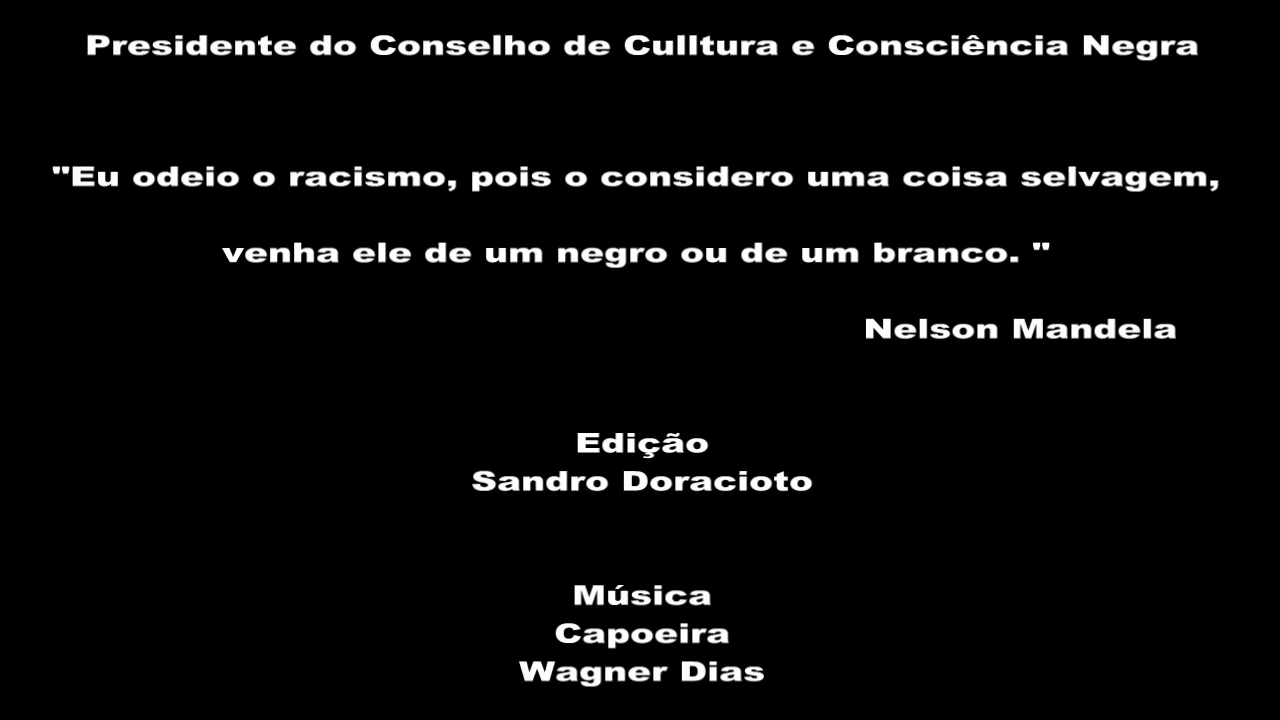 Presidente do Conselho de Culltura e Consciência Negra
"Eu odeio o racismo, pois o considero uma coisa selvagem,
venha ele de um negro ou de um branco. "
Nelson Mandela
Edição
Sandro Doracioto
Música
Capoeira
Wagner Dias